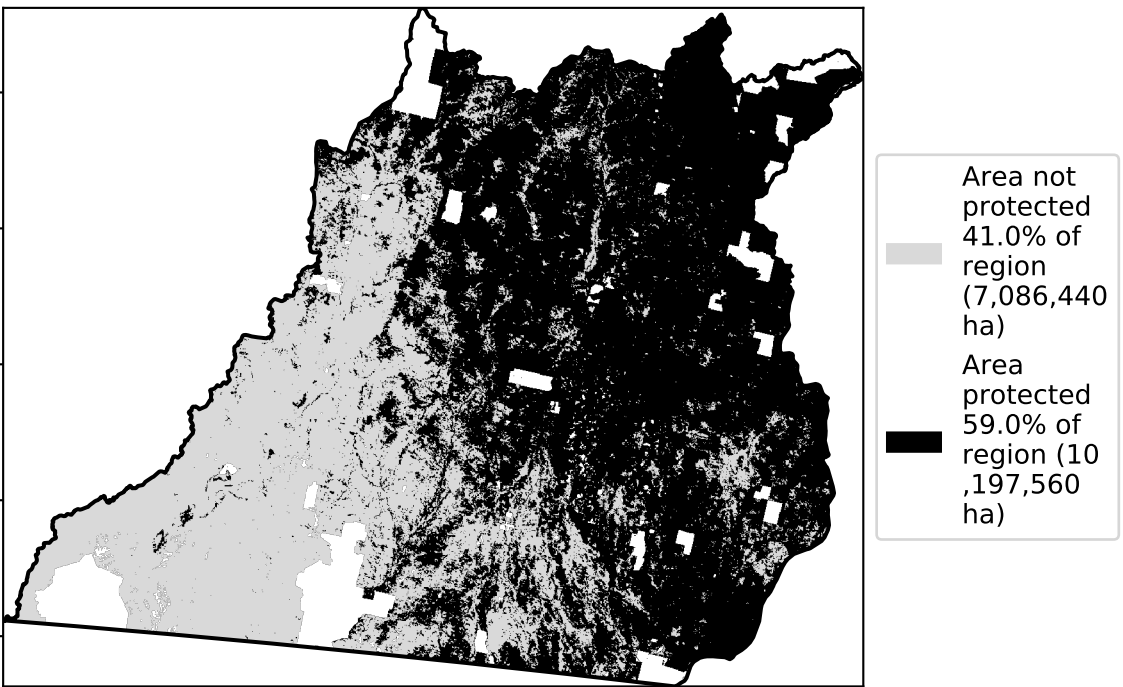 Area not
protected
41.0% of
region
(7,086,440
ha)
Area
protected
59.0% of
region (10
,197,560
ha)